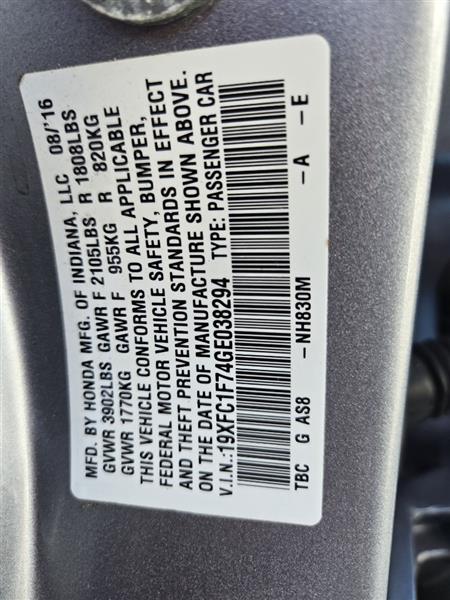 MFD. BY HONDA MFG. OF INDIANA, LLC 08/'16
GVWR 3902LBS GAWR F 2105LBS R 1808LBS
GVWR 1770KG GAWR F 955KG R 820KG
THIS VEHICLE CONFORMS TO ALL APPLICABLE
FEDERAL MOTOR VEHICLE SAFETY, BUMPER,
AND THEFT PREVENTION STANDARDS IN EFFECT
ON THE DATE OF MANUFACTURE SHOWN ABOVE.
V.I.N.:19XFC1F74GE038294 TYPE: PASSENGER CAR
TBC G AS8 -NH830M -A -E